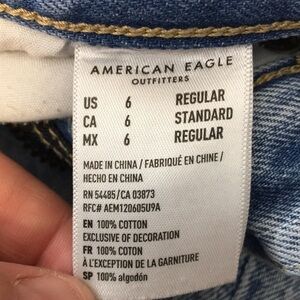 AMERICAN EAGLE
OUTFITTERS
US 6 REGULAR
CA 6 STANDARD
MX 6 REGULAR
MADE IN CHINA / FABRIQUÉ EN CHINE /
HECHO EN CHINA
RN 54485/CA 03873
RFC# AEM120605U9A
EN 100% COTTON
EXCLUSIVE OF DECORATION
FR 100% COTON
À L'EXCEPTION DE LA GARNITURE
SP 100% algodón